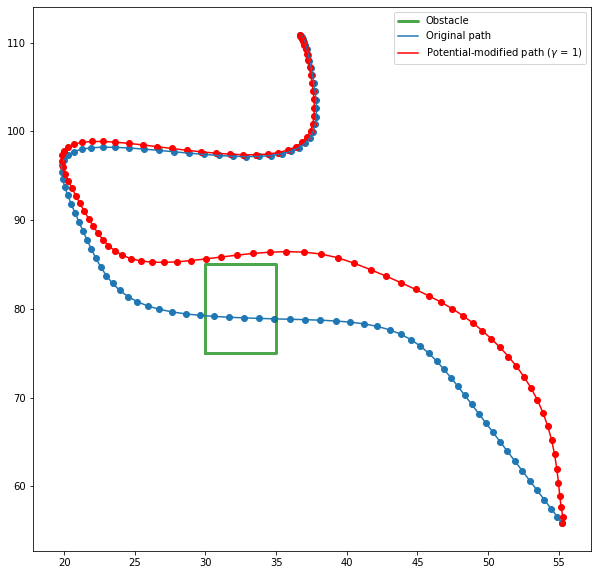 Obstacle
Original path
Potential-modified path (γ = 1)
110
100
90
80
70
60
20 25 30 35 40 45 50 55